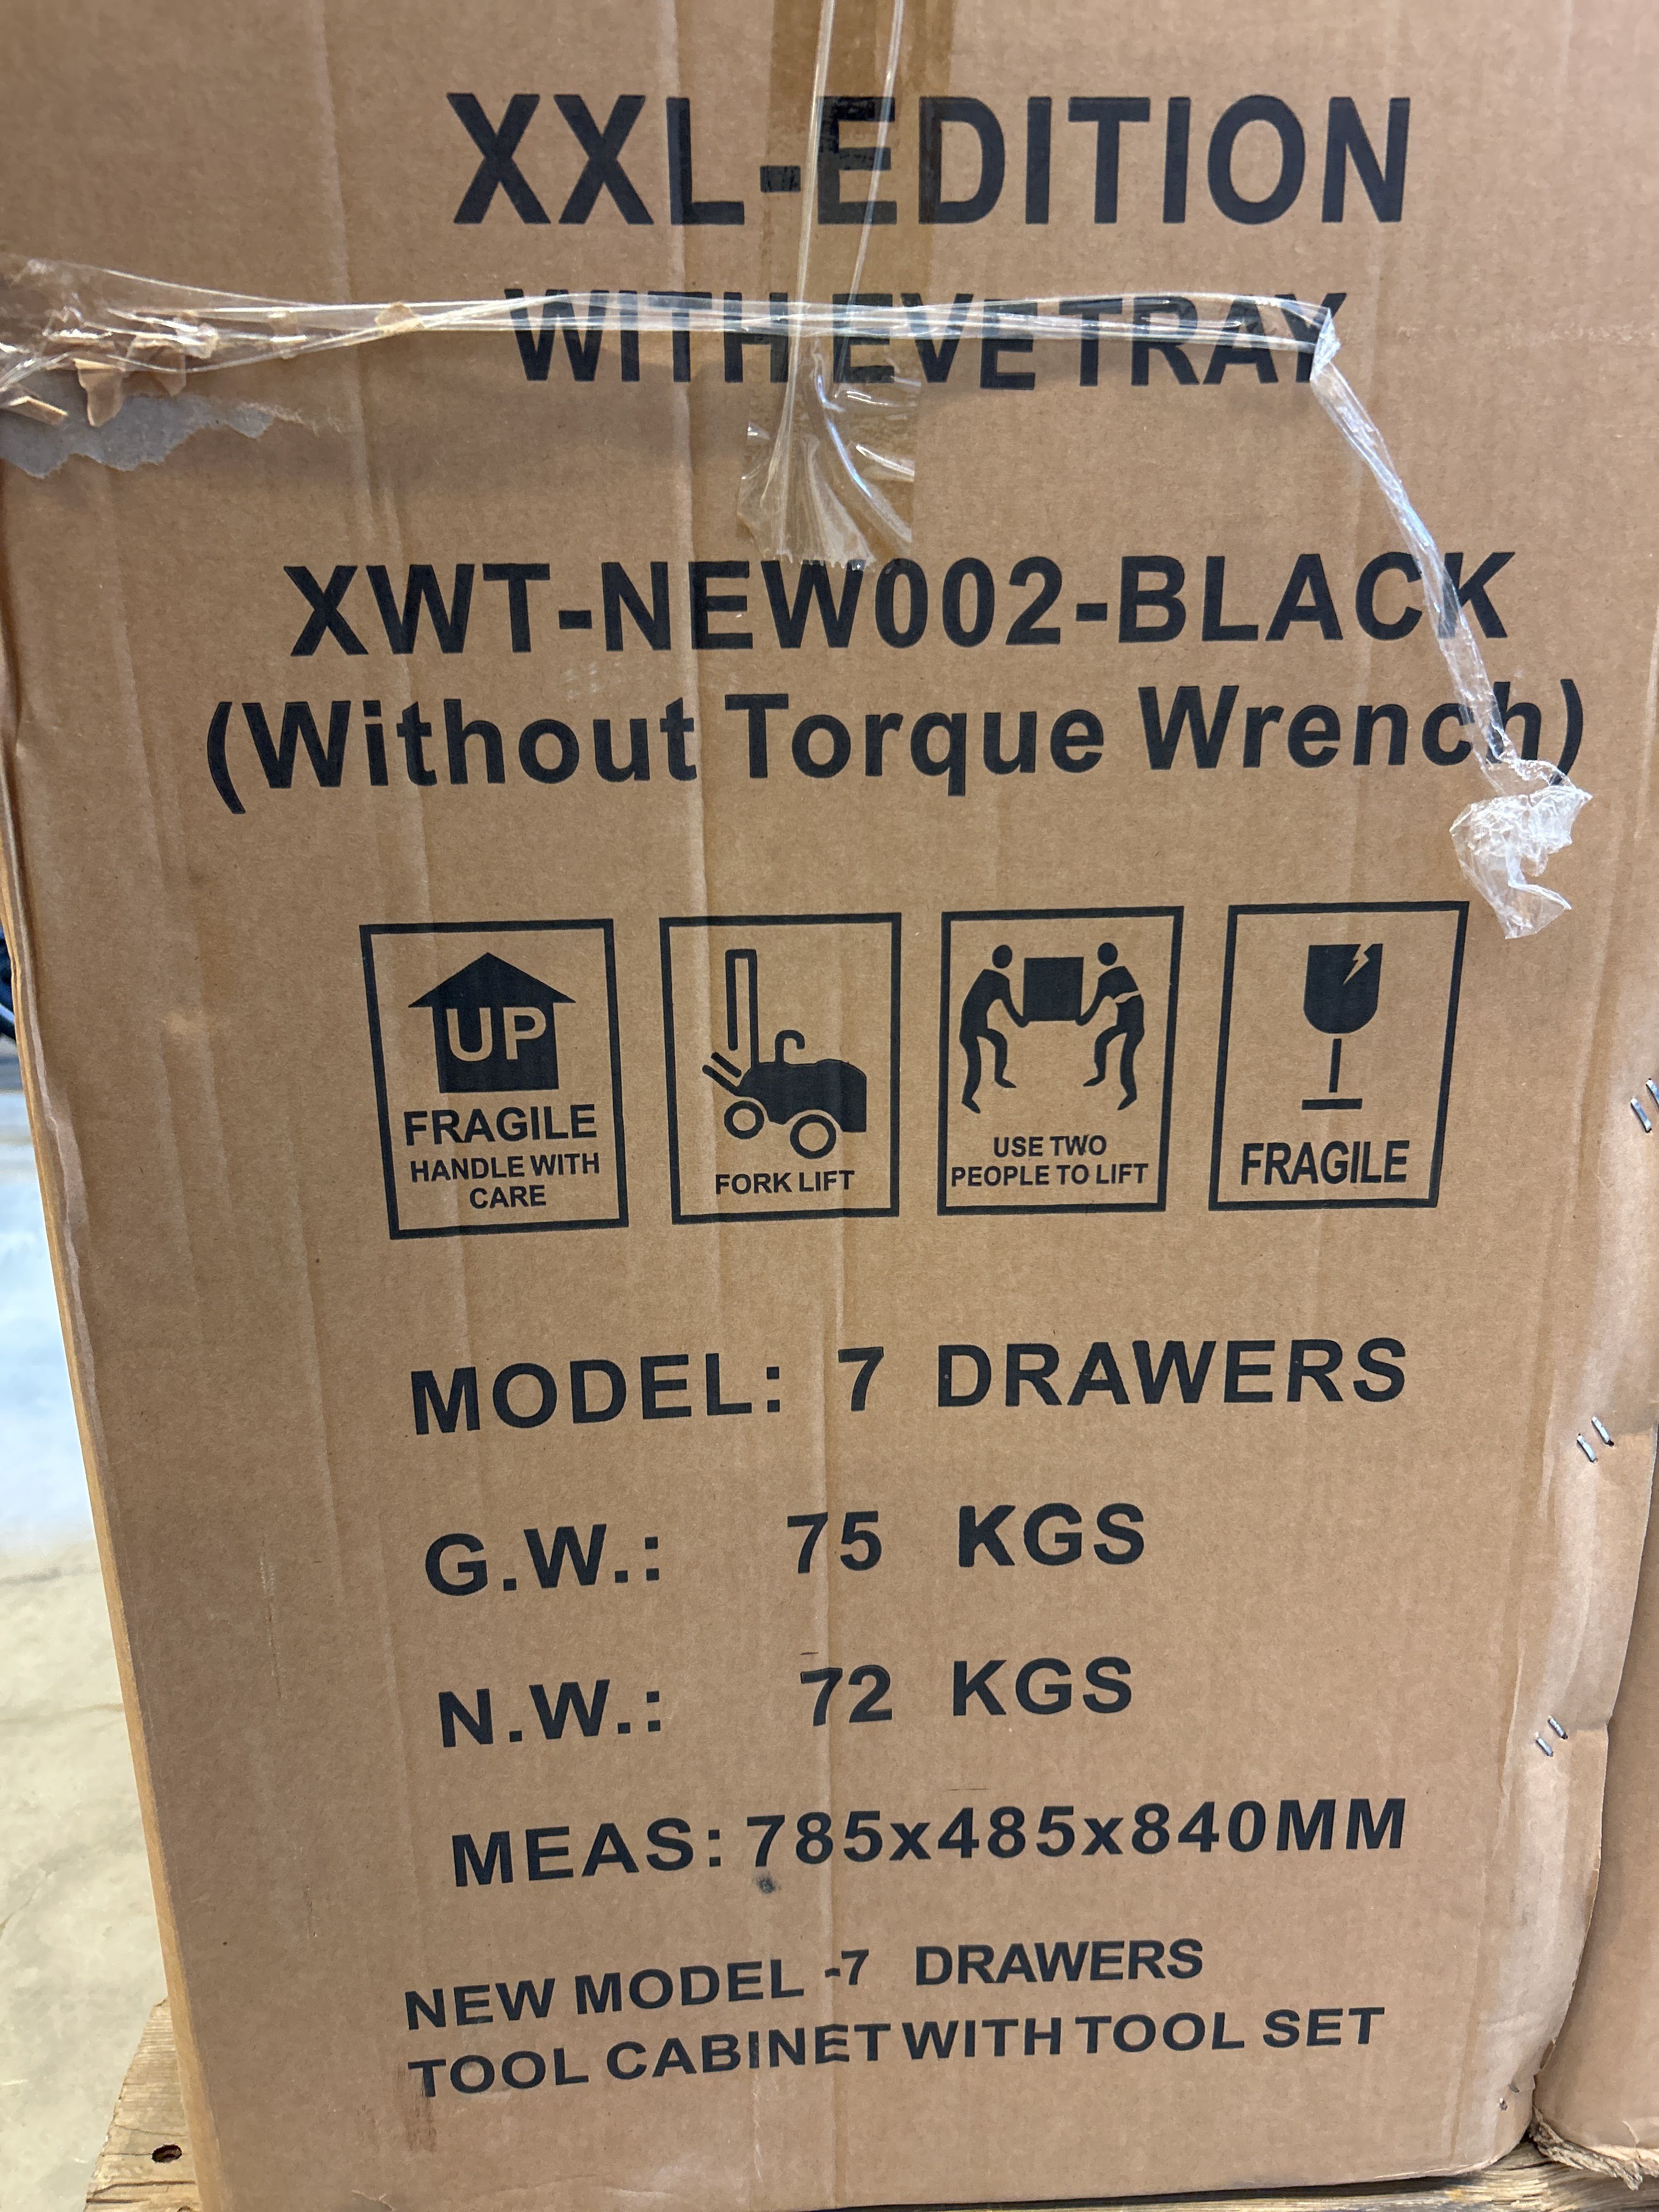 XXL-EDITION
WITH EVE TRAY
XWT-NEW002-BLACK
(Without Torque Wrench)
UP
FRAGILE
HANDLE WITH
CARE
FORK LIFT
USE TWO
PEOPLE TO LIFT
FRAGILE
MODEL: 7 DRAWERS
G.W.: 75 KGS
N.W.: 72 KGS
MEAS: 785x485x840MM
NEW MODEL -7 DRAWERS
TOOL CABINET WITH TOOL SET